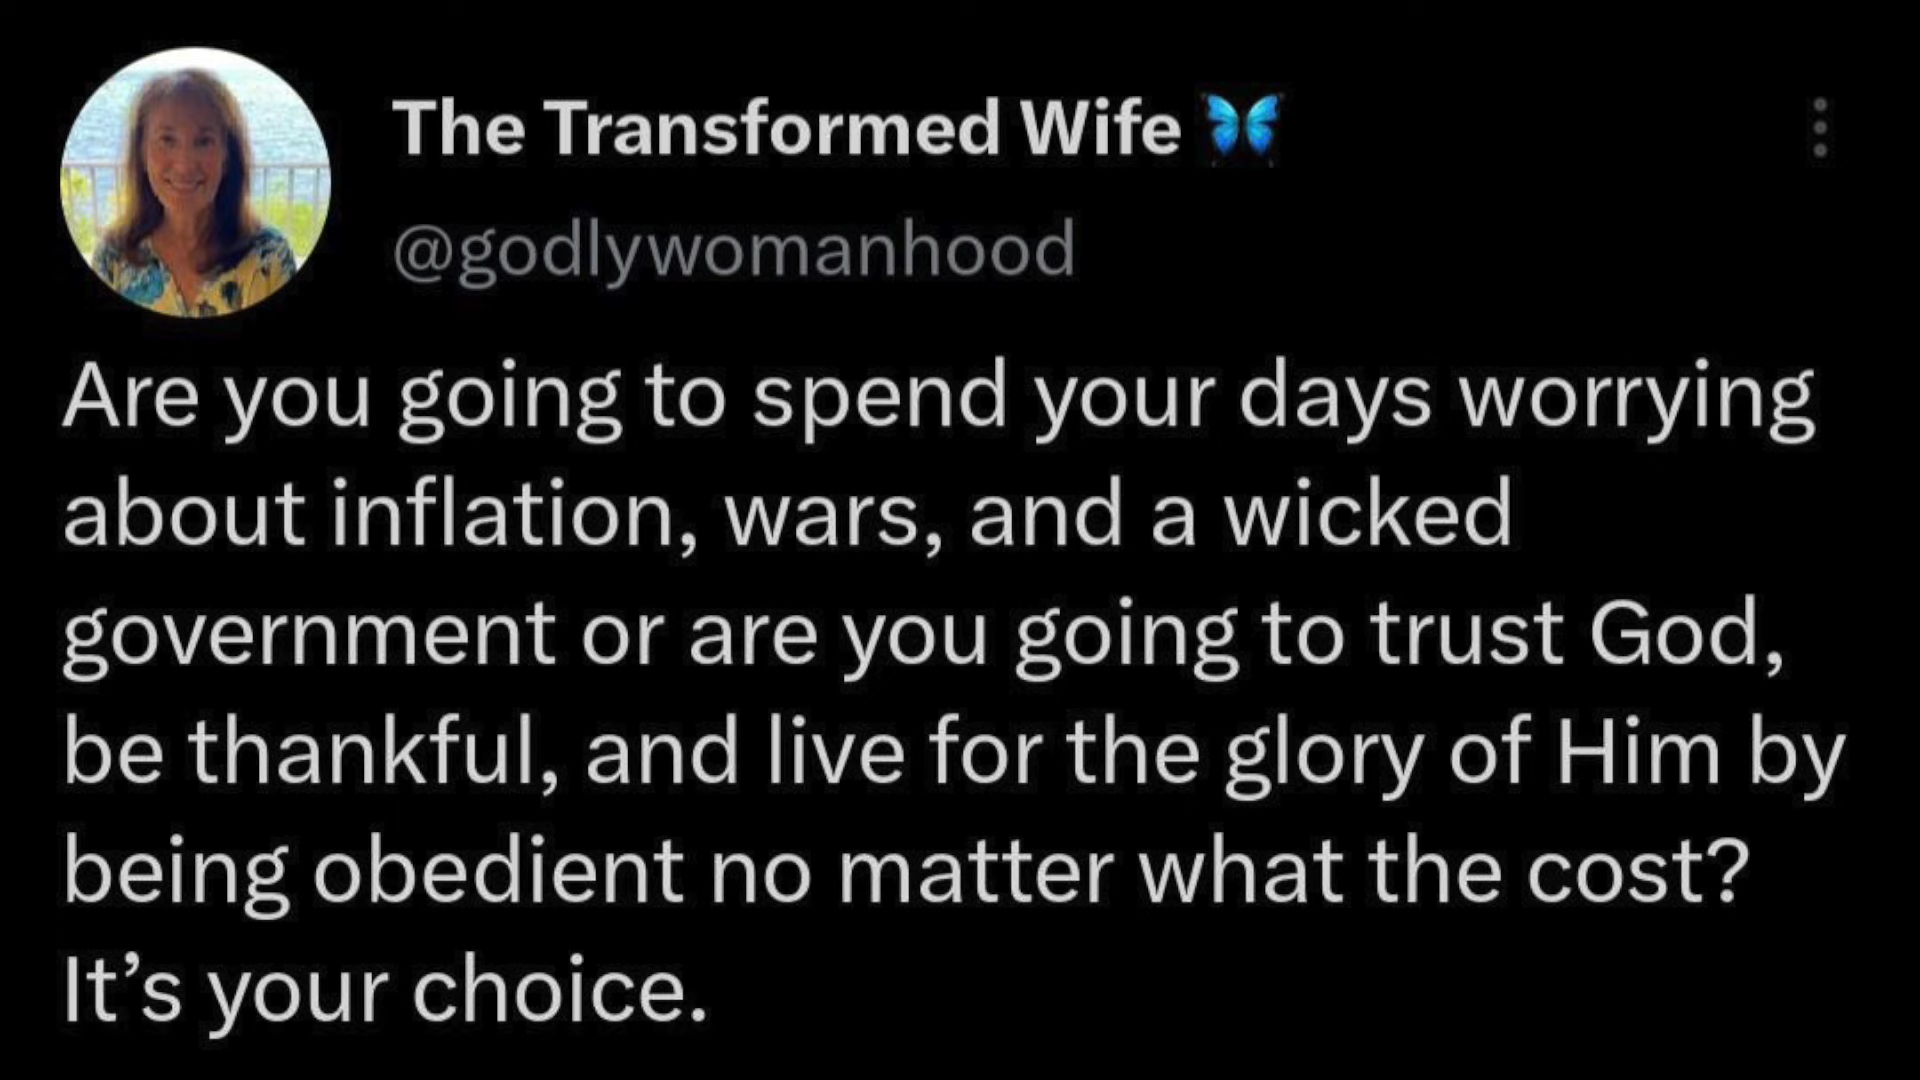 The Transformed Wife 🦋
@godlywomanhood
Are you going to spend your days worrying
about inflation, wars, and a wicked
government or are you going to trust God,
be thankful, and live for the glory of Him by
being obedient no matter what the cost?
It’s your choice.